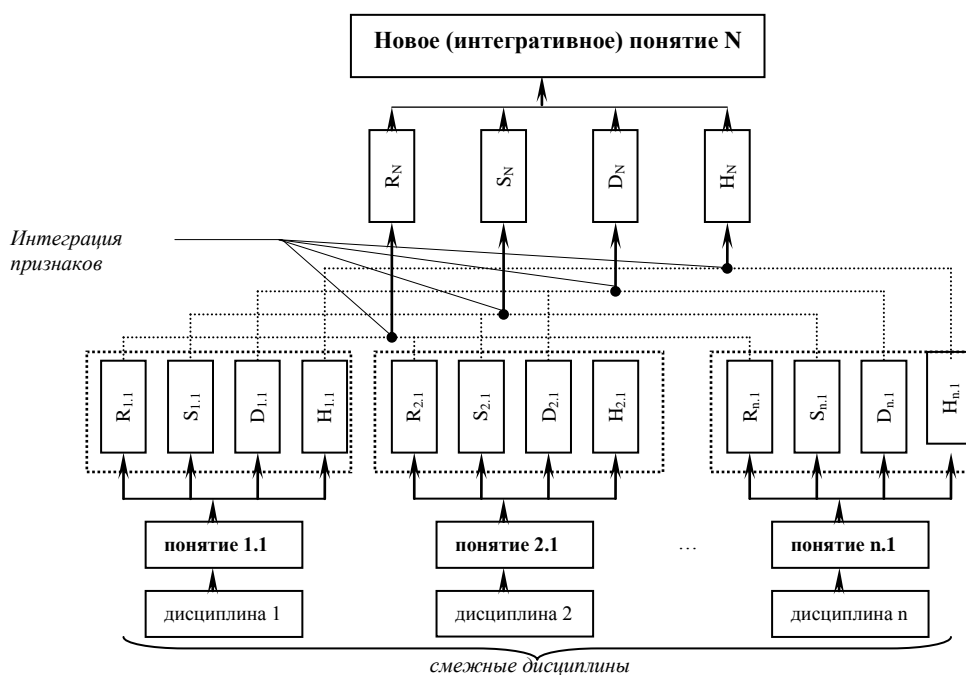 Новое (интегративное) понятие N
R_N S_N D_N H_N
Интеграция
признаков
R_1.1 S_1.1 D_1.1 H_1.1 R_2.1 S_2.1 D_2.1 H_2.1 R_n.1 S_n.1 D_n.1 H_n.1
понятие 1.1 понятие 2.1 ... понятие n.1
дисциплина 1 дисциплина 2 дисциплина n
смежные дисциплины